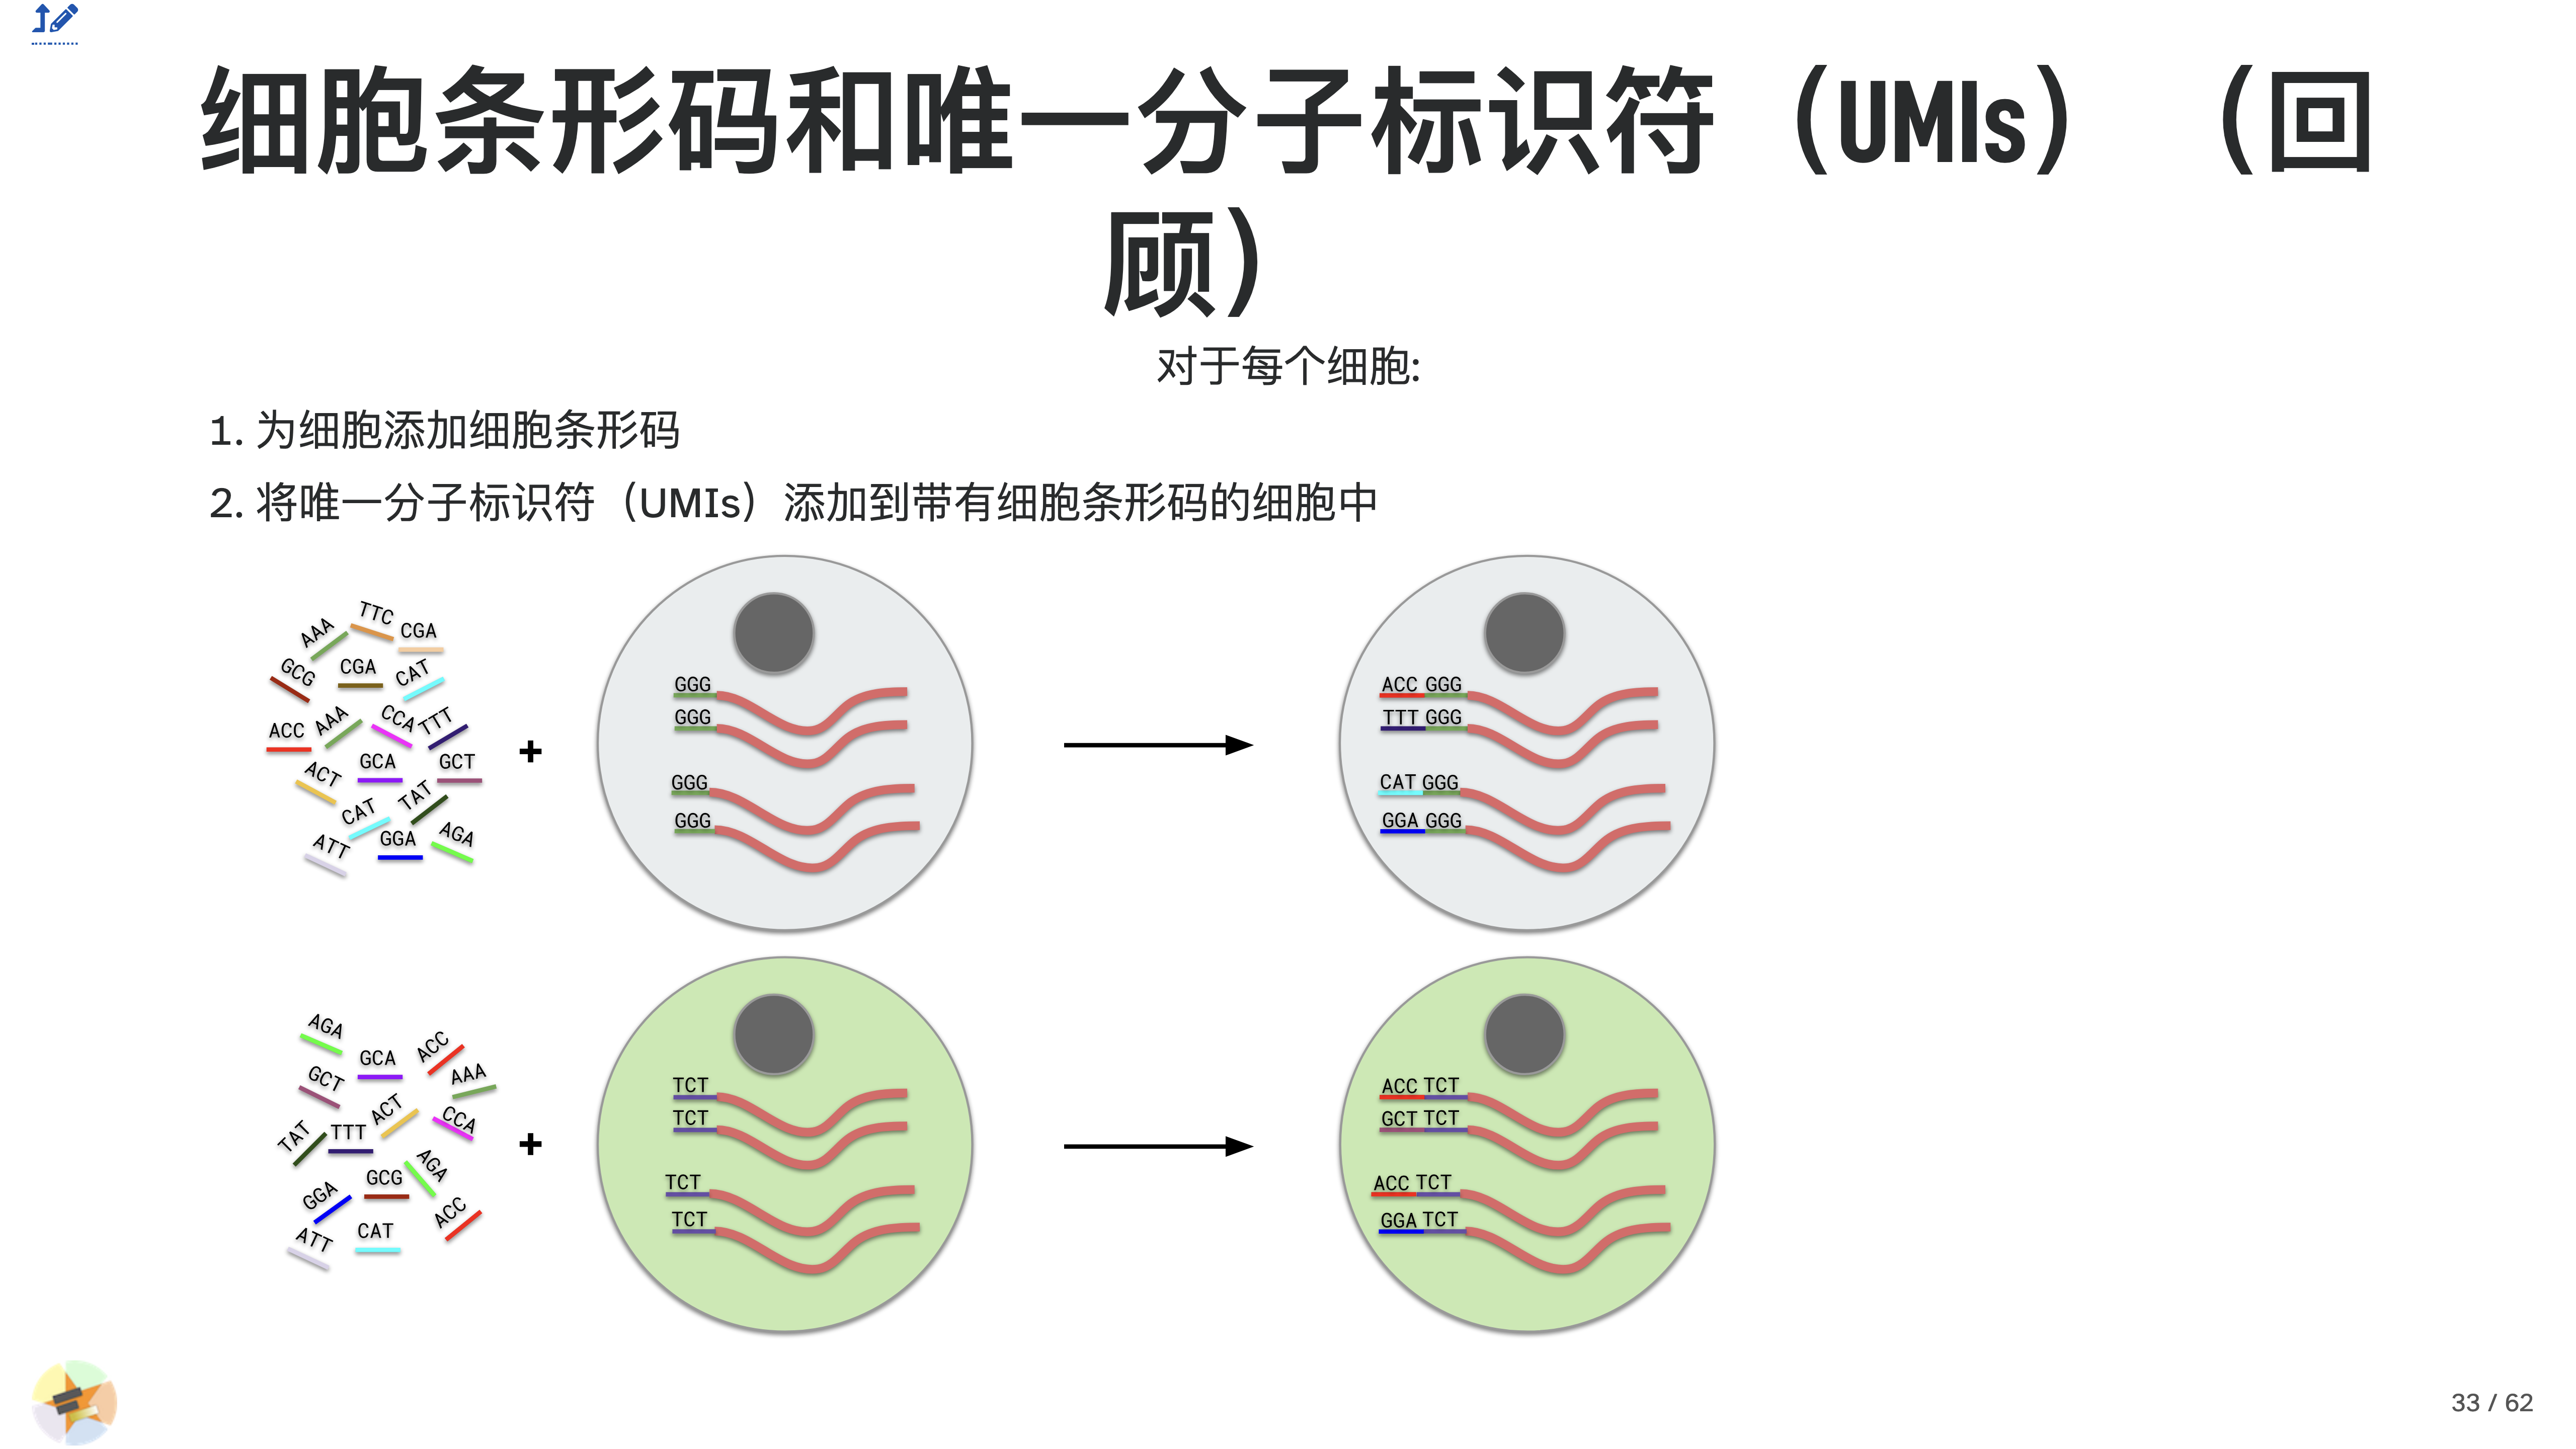 细胞条形码和唯一分子标识符（UMIs）（回
顾）
对于每个细胞:
1. 为细胞添加细胞条形码
2. 将唯一分子标识符（UMIs）添加到带有细胞条形码的细胞中
TTC
AAA
CGA
GCG
CGA
CAT
ACC
AAA
CCA
TTT
ACT
GCA
GCT
CAT
TAT
ATT
GGA
AGA
+
GGG
GGG
GGG
GGG
ACC GGG
TTT GGG
CAT GGG
GGA GGG
AGA
GCA
ACC
GCT
AAA
ACT
CCA
TAT
TTT
AGA
GCG
GGA
ACC
ATT
CAT
+
TCT
TCT
TCT
TCT
ACC TCT
GCT TCT
ACC TCT
GGA TCT
33 / 62